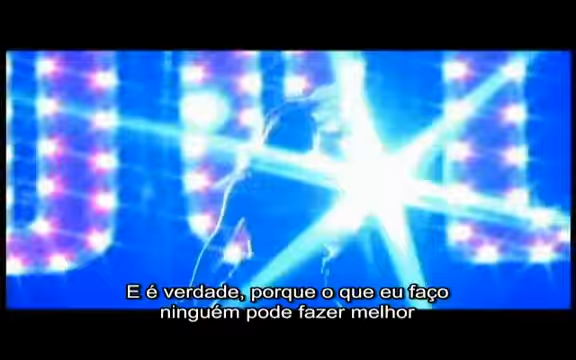 E é verdade, porque o que eu faço
ninguém pode fazer melhor